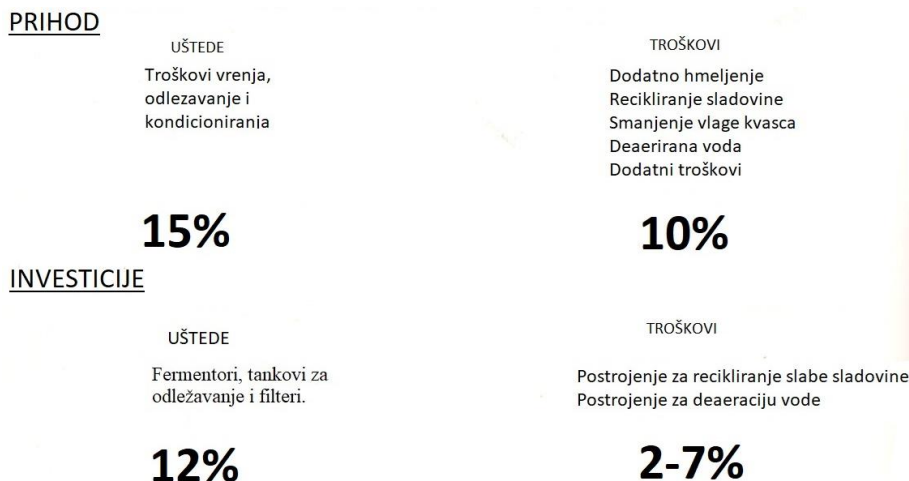 PRIHOD
UŠTEDE
Troškovi vrenja,
odlezavanje i
kondicioniranja
15%
TROŠKOVI
Dodatno hmeljenje
Recikliranje sladovine
Smanjenje vlage kvasca
Deaerirana voda
Dodatni troškovi
10%
INVESTICIJE
UŠTEDE
Fermentori, tankovi za
odležavanje i filteri.
12%
TROŠKOVI
Postrojenje za recikliranje slabe sladovine
Postrojenje za deaeraciju vode
2-7%